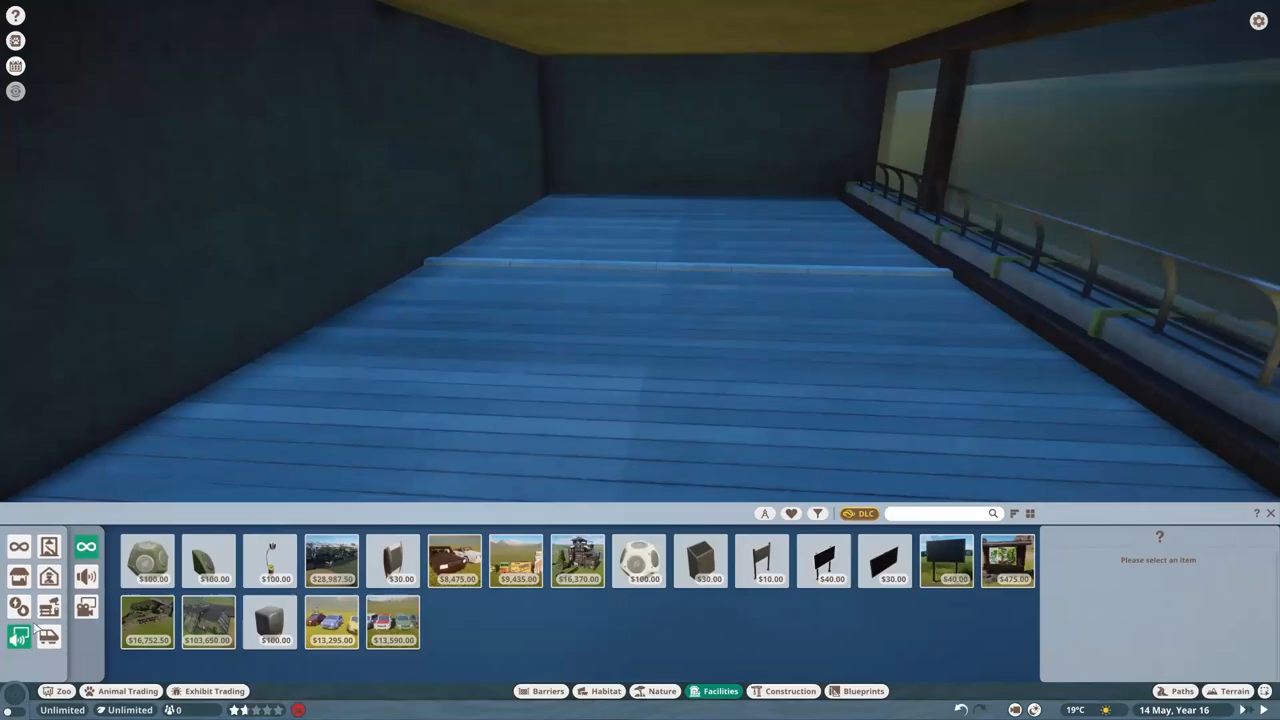 ?
DLC
? ×
$100.00 $100.00 $100.00 $28,987.50 $30.00 $8,475.00 $9,435.00 $16,370.00 $100.00 $30.00 $10.00 $40.00 $30.00 $40.00 $475.00
$16,752.50 $103,650.00 $100.00 $13,295.00 $13,590.00
?
Please select an item
Zoo Animal Trading Exhibit Trading Barriers Habitat Nature Facilities Construction Blueprints Paths Terrain
Unlimited Unlimited 0 19°C 14 May, Year 16